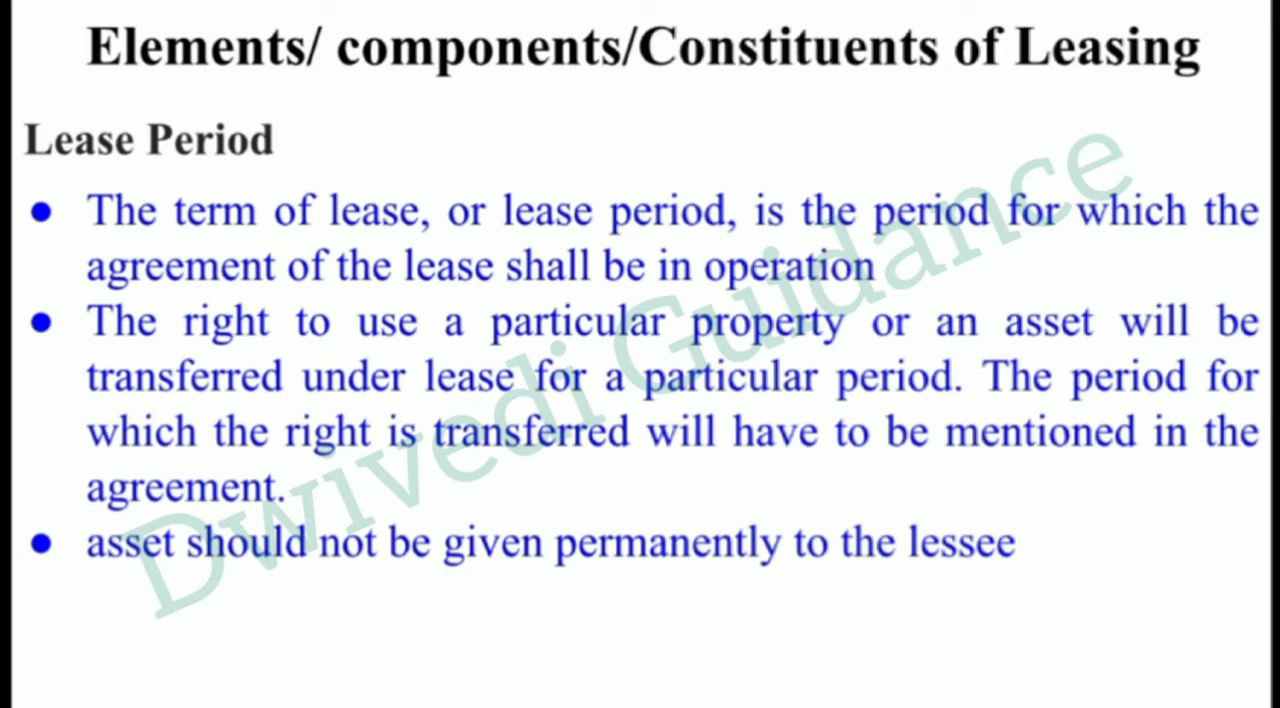 Elements/ components/Constituents of Leasing
Lease Period
● The term of lease, or lease period, is the period for which the
agreement of the lease shall be in operation
● The right to use a particular property or an asset will be
transferred under lease for a particular period. The period for
which the right is transferred will have to be mentioned in the
agreement.
● asset should not be given permanently to the lessee
Dwivedi Guidance